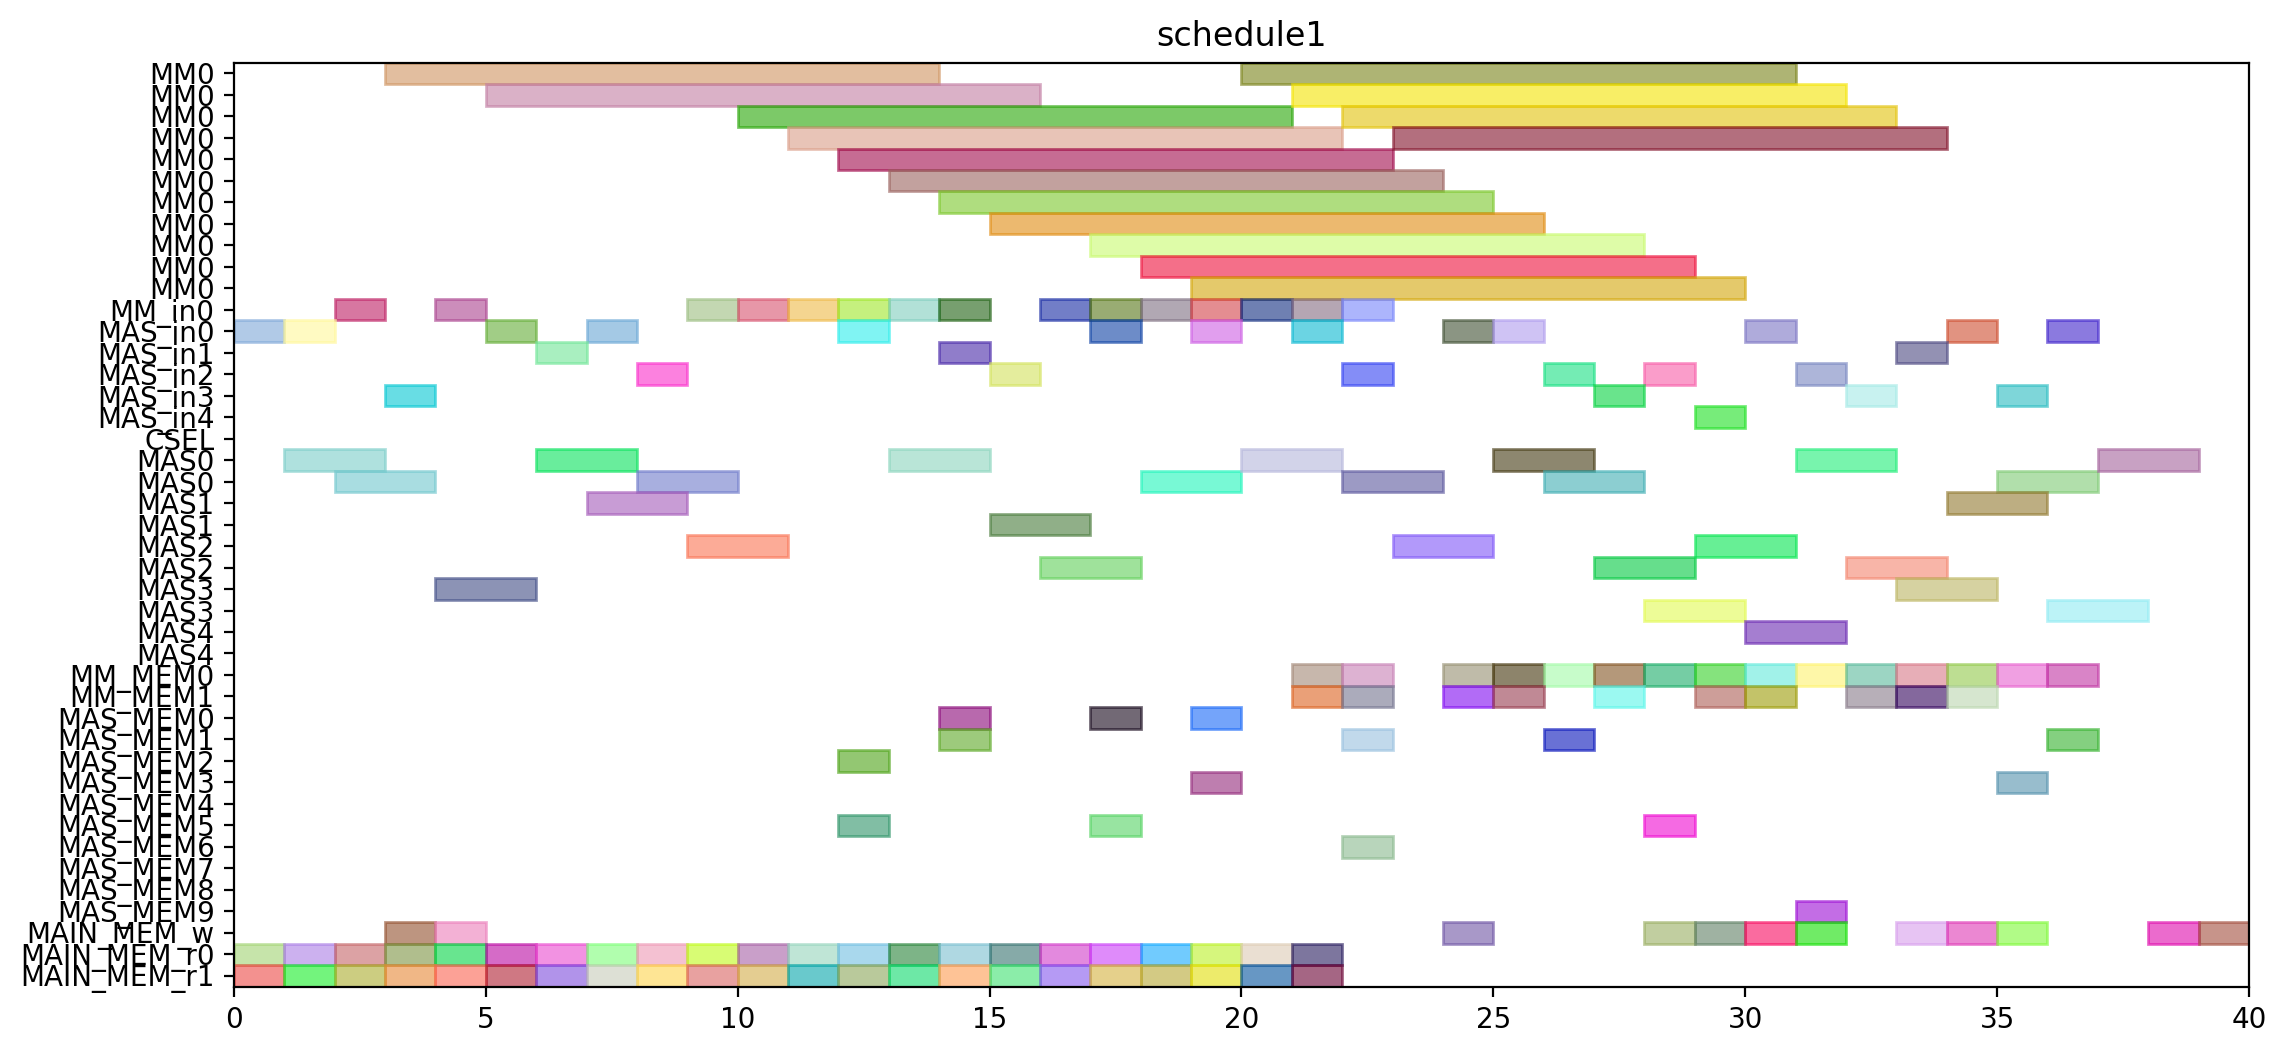 schedule1
MM0
MM0
MM0
MM0
MM0
MM0
MM0
MM0
MM0
MM0
MM0
MM_in0
MAS_in0
MAS_in1
MAS_in2
MAS_in3
MAS_in4
CSEL
MAS0
MAS0
MAS1
MAS1
MAS2
MAS2
MAS3
MAS3
MAS4
MAS4
MM_MEM0
MM_MEM1
MAS_MEM0
MAS_MEM1
MAS_MEM2
MAS_MEM3
MAS_MEM4
MAS_MEM5
MAS_MEM6
MAS_MEM7
MAS_MEM8
MAS_MEM9
MAIN_MEM_w
MAIN_MEM_r0
MAIN_MEM_r1
0 5 10 15 20 25 30 35 40